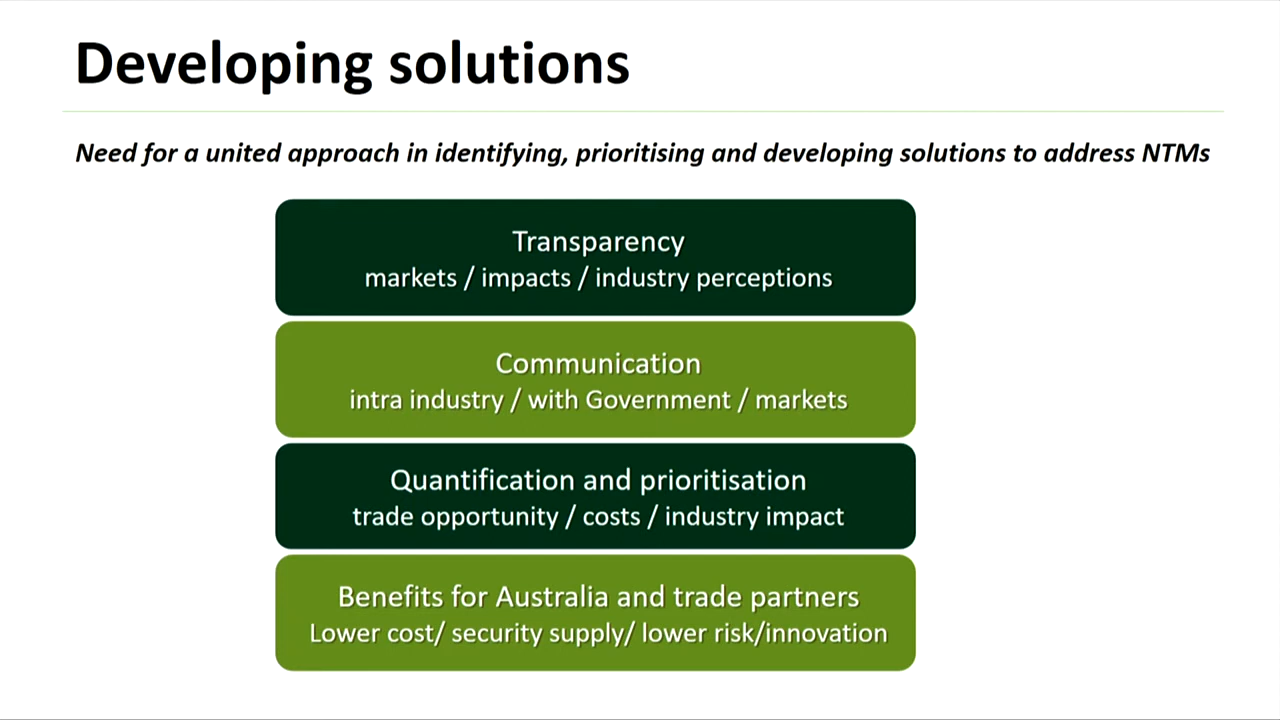 Developing solutions
Need for a united approach in identifying, prioritising and developing solutions to address NTMs
Transparency
markets / impacts / industry perceptions
Communication
intra industry / with Government / markets
Quantification and prioritisation
trade opportunity / costs / industry impact
Benefits for Australia and trade partners
Lower cost/ security supply/ lower risk/innovation